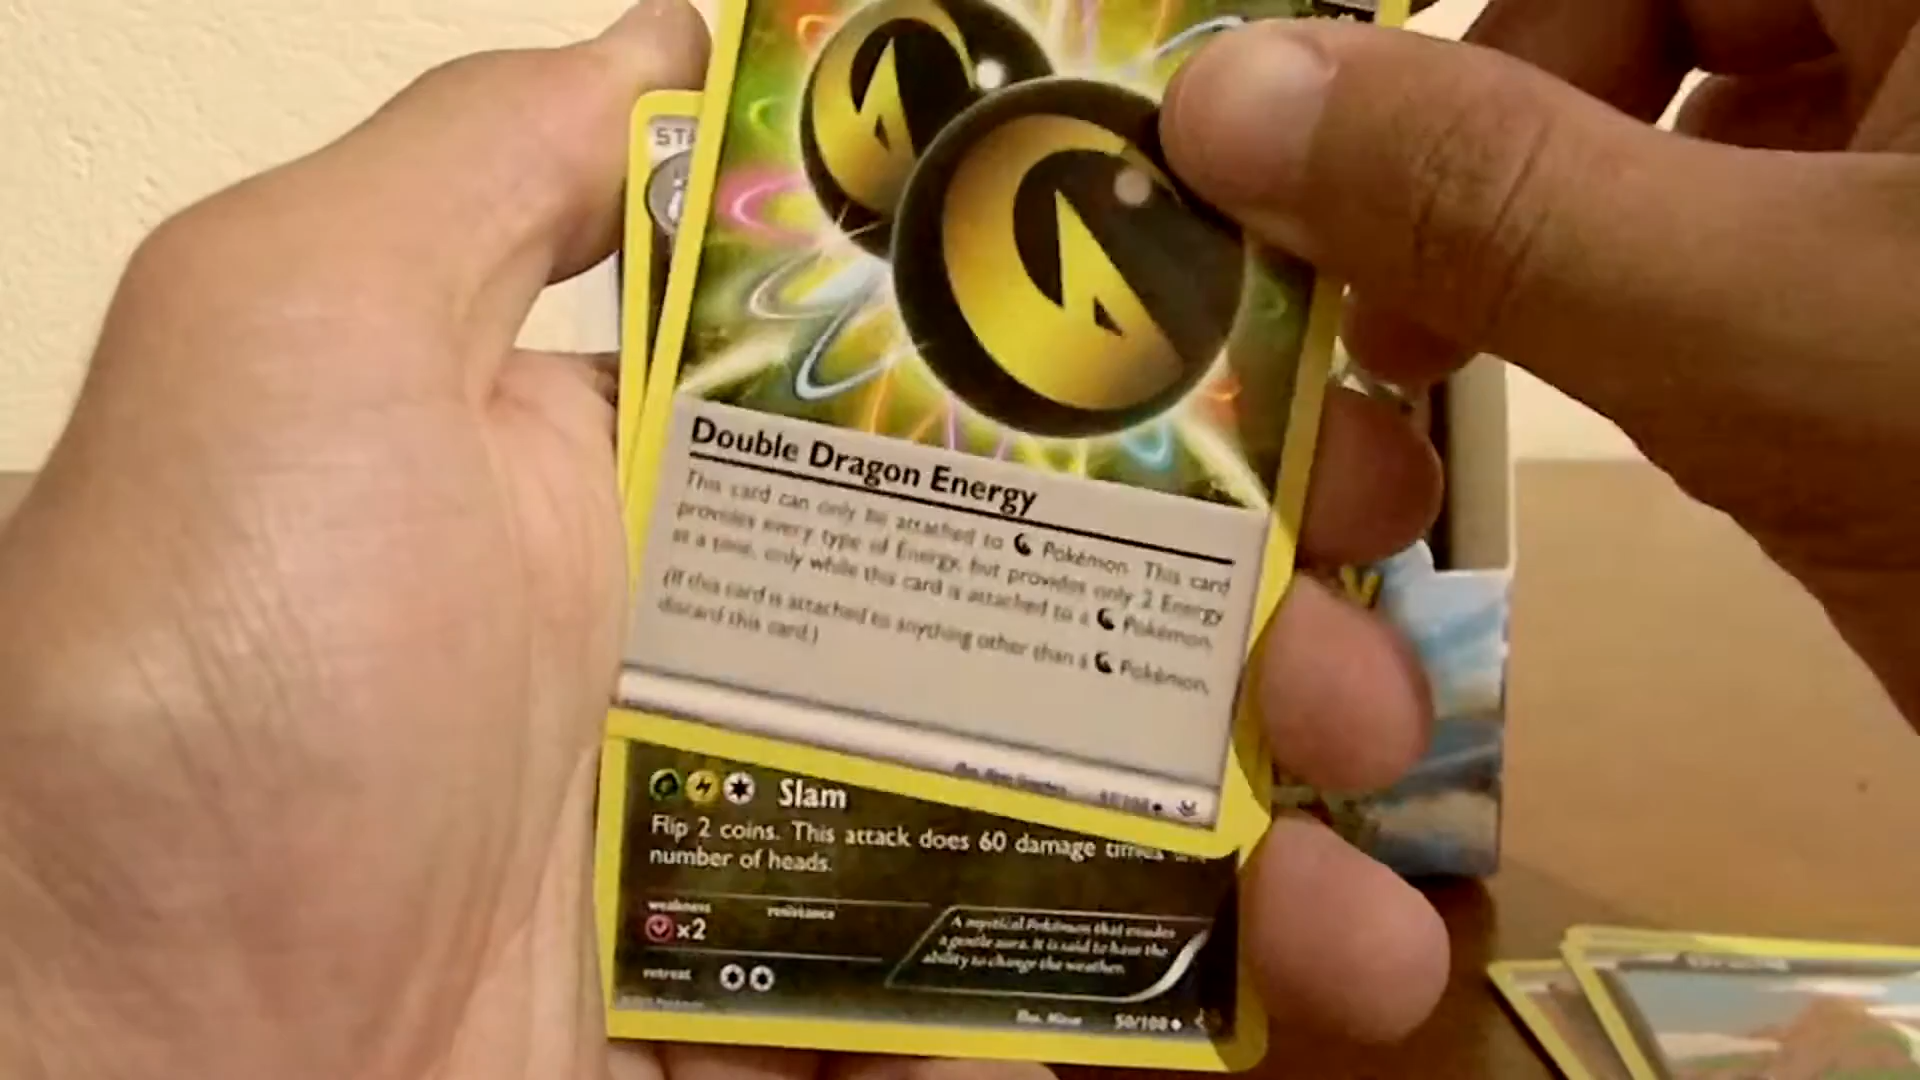 STA
Double Dragon Energy
This card can only be attached to Pokémon. This card
provides every type of Energy, but provides only 2 Energy
at a time, only while this card is attached to a Pokémon.
(If this card is attached to anything other than a Pokémon,
discard this card.)
Slam
Flip 2 coins. This attack does 60 damage times
number of heads.
weakness resistance
x2
A mystical Pokémon that exudes
a gentle aura. It is said to have the
ability to change the weather.
retreat
Illus. 50/108